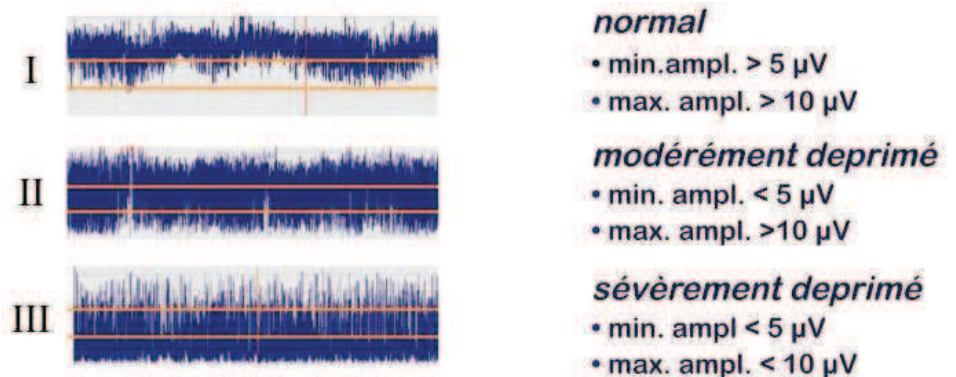 I
normal
• min.ampl. > 5 µV
• max. ampl. > 10 µV
II
modérément deprimé
• min. ampl. < 5 µV
• max. ampl. >10 µV
III
sévèrement deprimé
• min. ampl < 5 µV
• max. ampl. < 10 µV